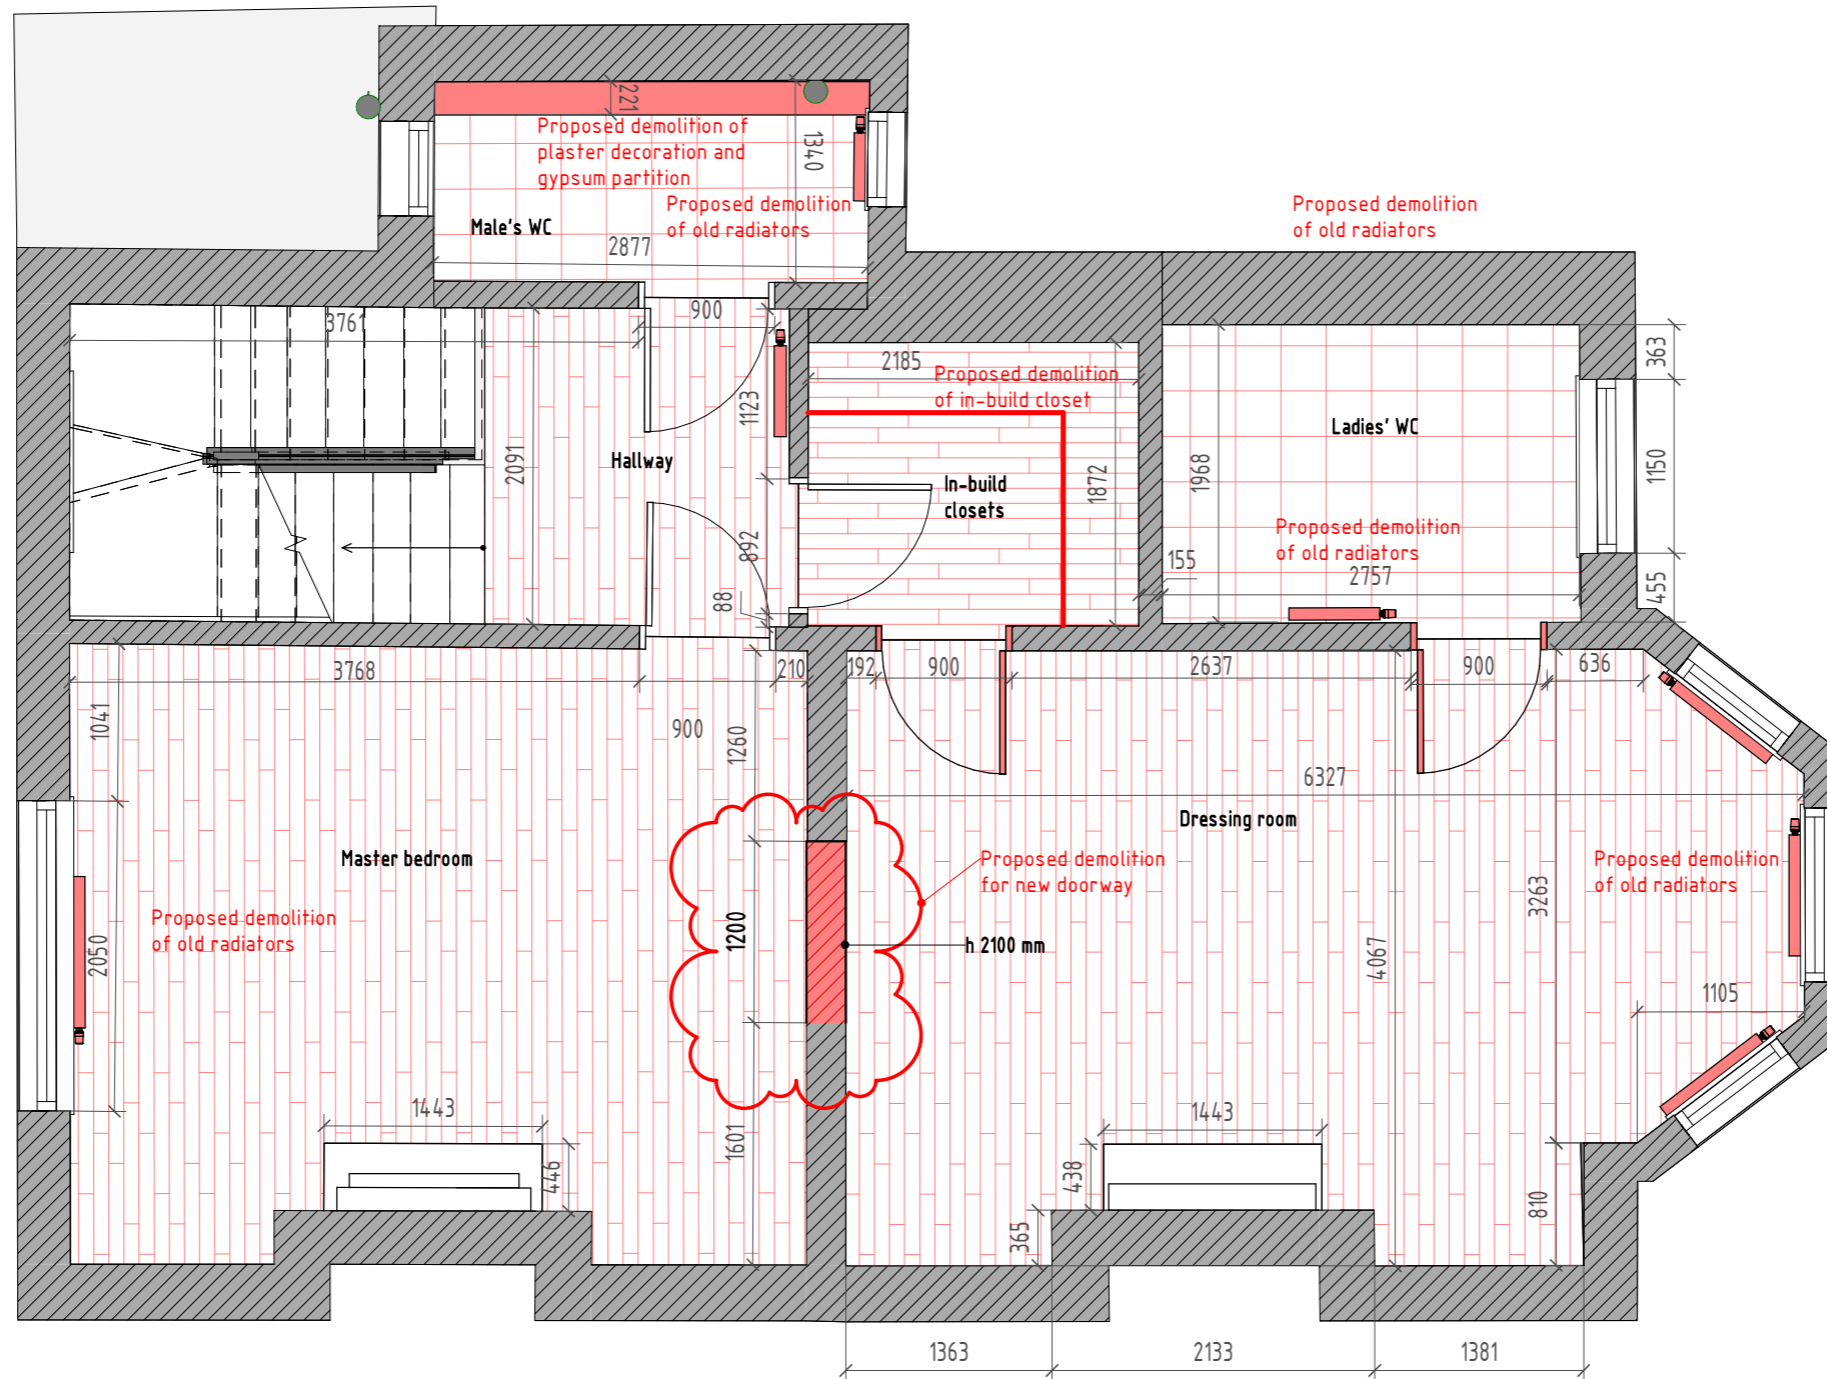 221
Proposed demolition of
plaster decoration and
gypsum partition
1340
Proposed demolition
of old radiators
Male's WC
2877
Proposed demolition
of old radiators
3761
900
2185
Proposed demolition
of in-build closet
363
1123
Ladies' WC
Hallway
2091
1968
1150
1872
In-build
closets
Proposed demolition
of old radiators
892
155
2757
455
88
3768
210
192
900
2637
900
636
1041
900
1260
6327
Dressing room
Master bedroom
Proposed demolition
for new doorway
Proposed demolition
of old radiators
3263
Proposed demolition
of old radiators
1200
h 2100 mm
2050
4067
1105
1443
1443
1601
446
438
810
365
1363
2133
1381